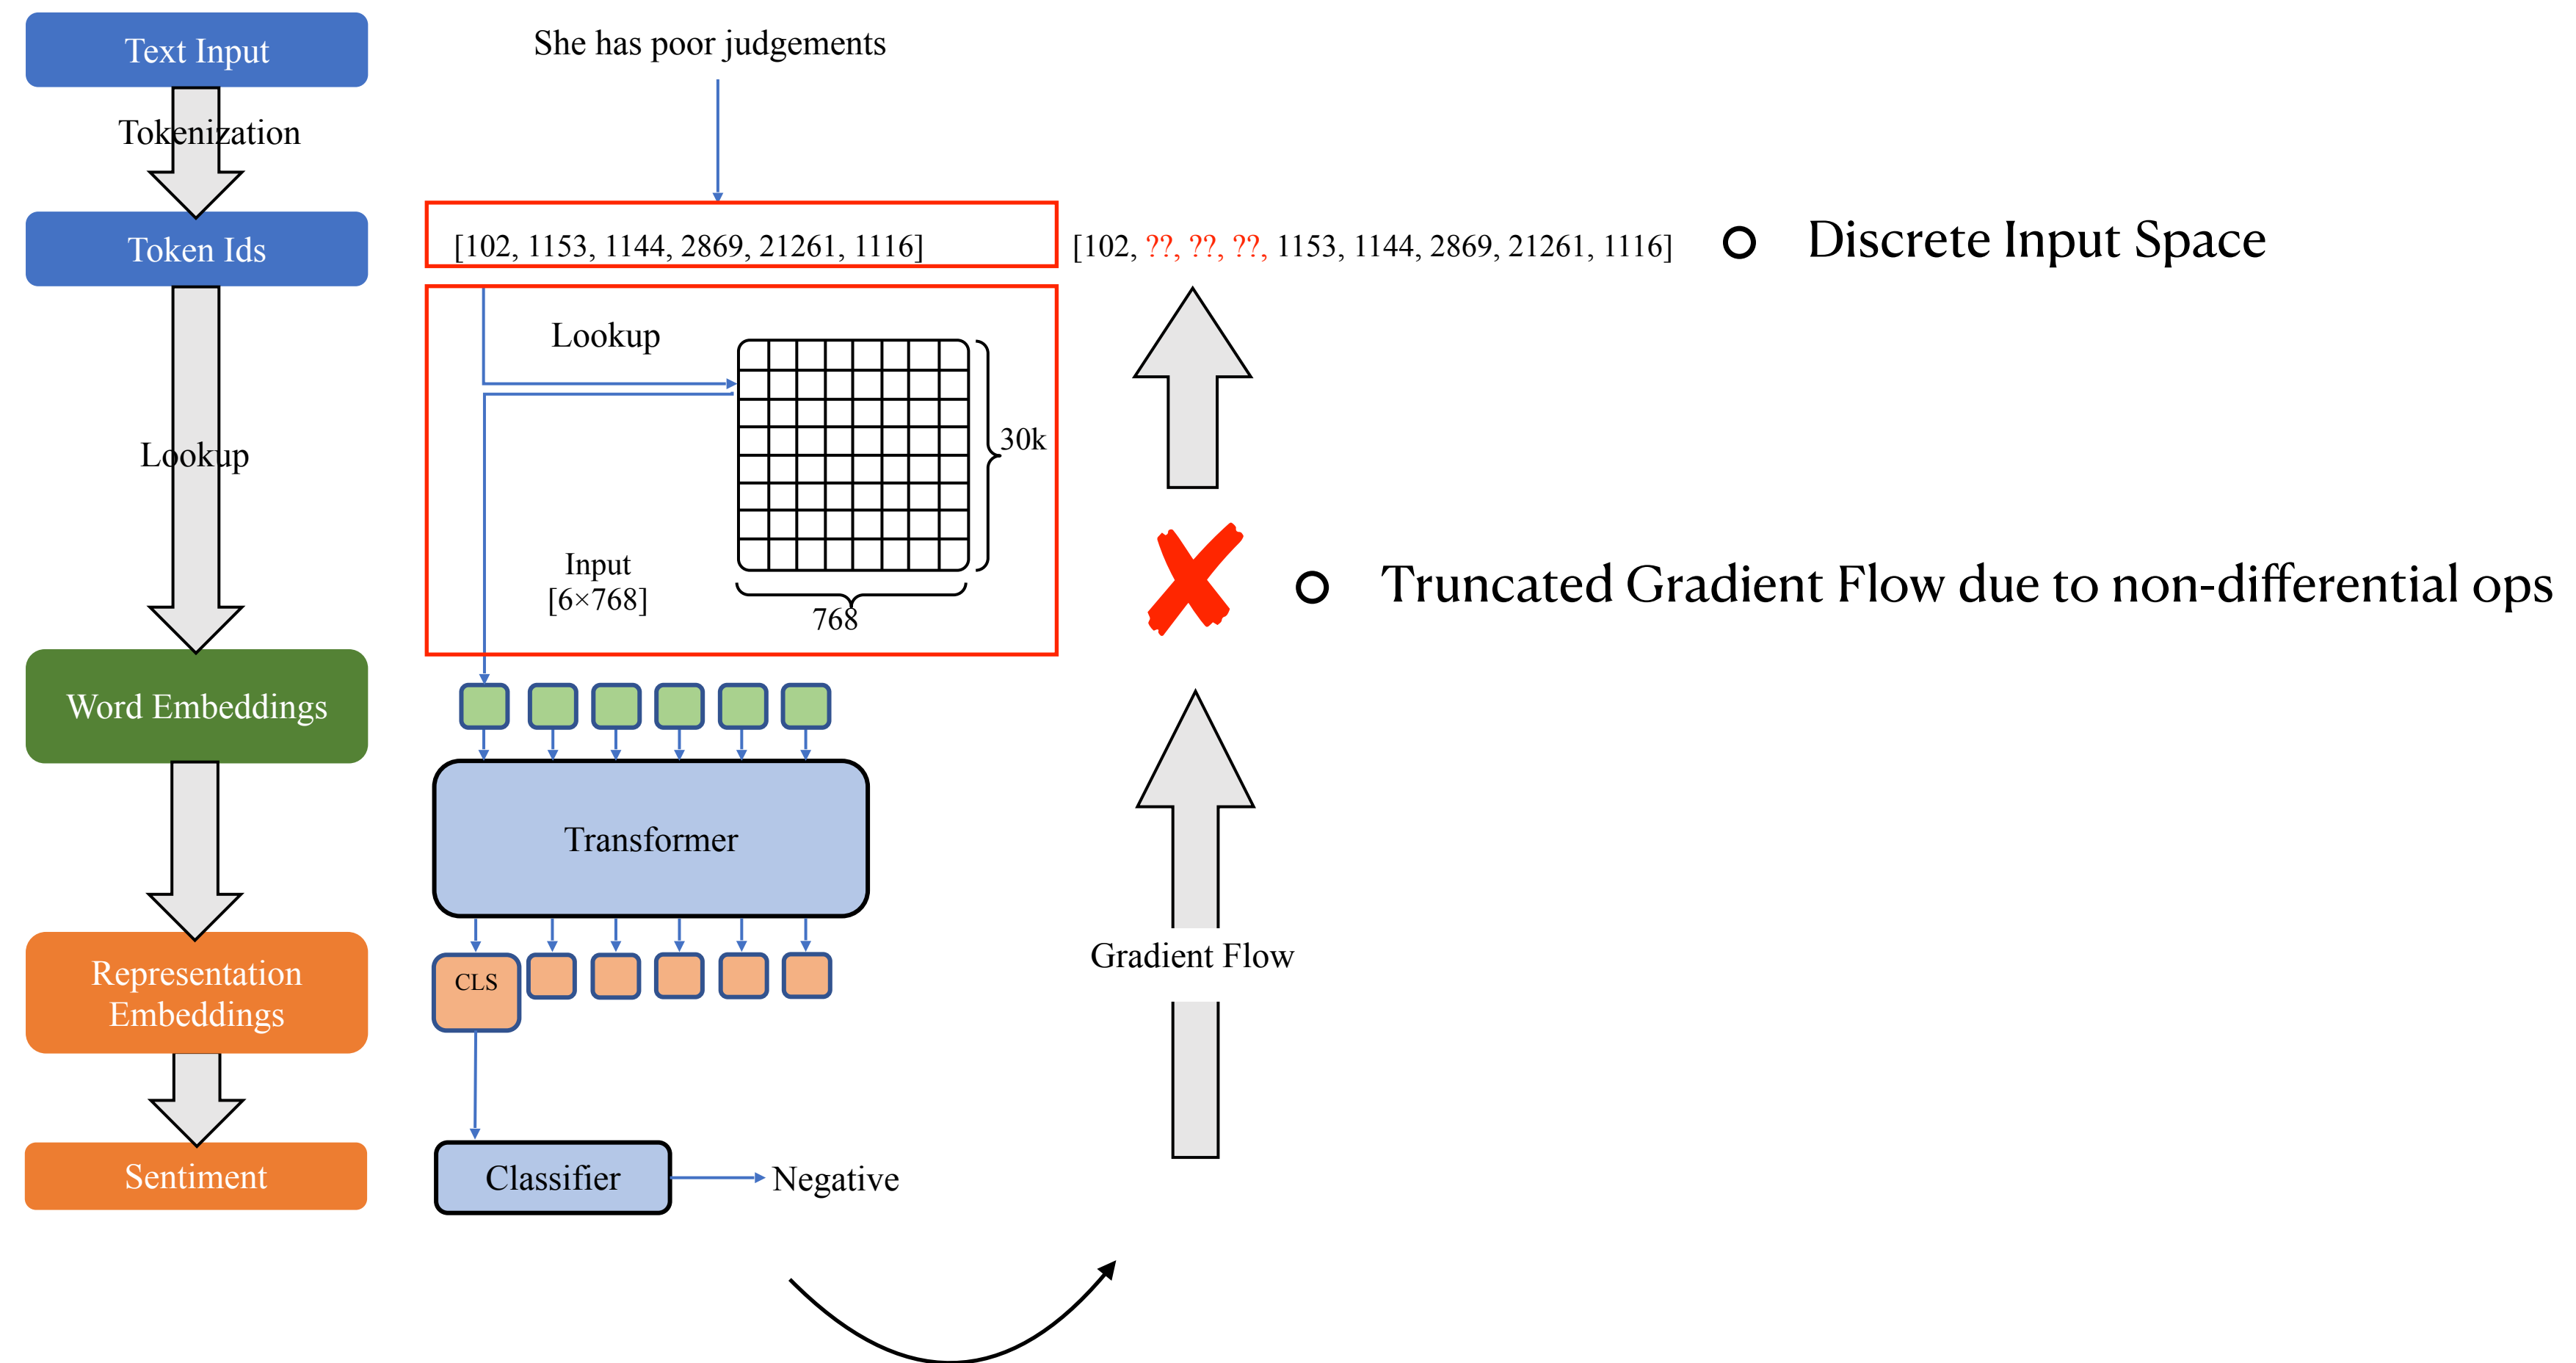 Text Input
Tokenization
Token Ids
Lookup
Word Embeddings
Representation
Embeddings
Sentiment
She has poor judgements
[102, 1153, 1144, 2869, 21261, 1116]
Lookup
30k
768
Input
[6×768]
Transformer
CLS
Classifier
Negative
[102, ??, ??, ??, 1153, 1144, 2869, 21261, 1116]
Discrete Input Space
Truncated Gradient Flow due to non-differential ops
Gradient Flow